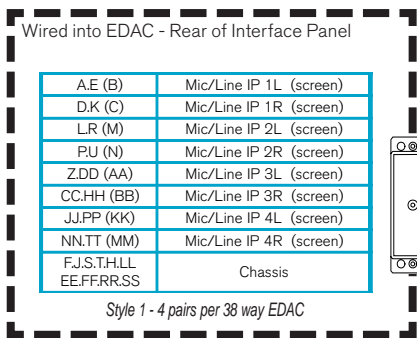 Wired into EDAC - Rear of Interface Panel
A.E (B) Mic/Line IP 1L (screen)
D.K (C) Mic/Line IP 1R (screen)
L.R (M) Mic/Line IP 2L (screen)
P.U (N) Mic/Line IP 2R (screen)
Z.DD (AA) Mic/Line IP 3L (screen)
CC.HH (BB) Mic/Line IP 3R (screen)
JJ.PP (KK) Mic/Line IP 4L (screen)
NN.TT (MM) Mic/Line IP 4R (screen)
F.J.S.T.H.LL
EE.FF.RR.SS Chassis
Style 1 - 4 pairs per 38 way EDAC